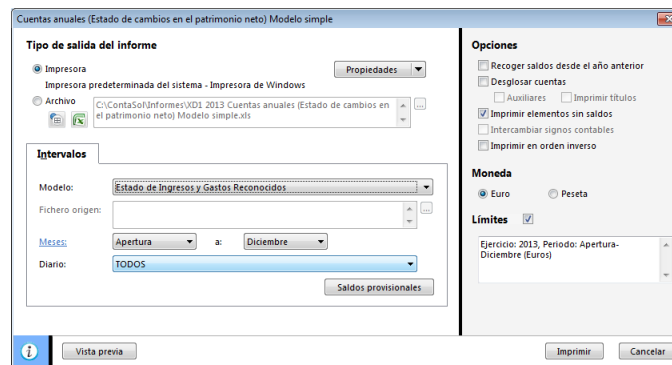 Cuentas anuales (Estado de cambios en el patrimonio neto) Modelo simple
Tipo de salida del informe
Impresora
Propiedades
Impresora predeterminada del sistema - Impresora de Windows
Archivo
C:\ContaSol\Informes\XD1 2013 Cuentas anuales (Estado de cambios en
el patrimonio neto) Modelo simple.xls
...
Intervalos
Modelo:
Estado de Ingresos y Gastos Reconocidos
Fichero origen:
...
Meses:
Apertura
a:
Diciembre
Diario:
TODOS
Saldos provisionales
Opciones
Recoger saldos desde el año anterior
Desglosar cuentas
Auxiliares
Imprimir títulos
Imprimir elementos sin saldos
Intercambiar signos contables
Imprimir en orden inverso
Moneda
Euro
Peseta
Límites
Ejercicio: 2013, Periodo: Apertura-
Diciembre (Euros)
i
Vista previa
Imprimir
Cancelar